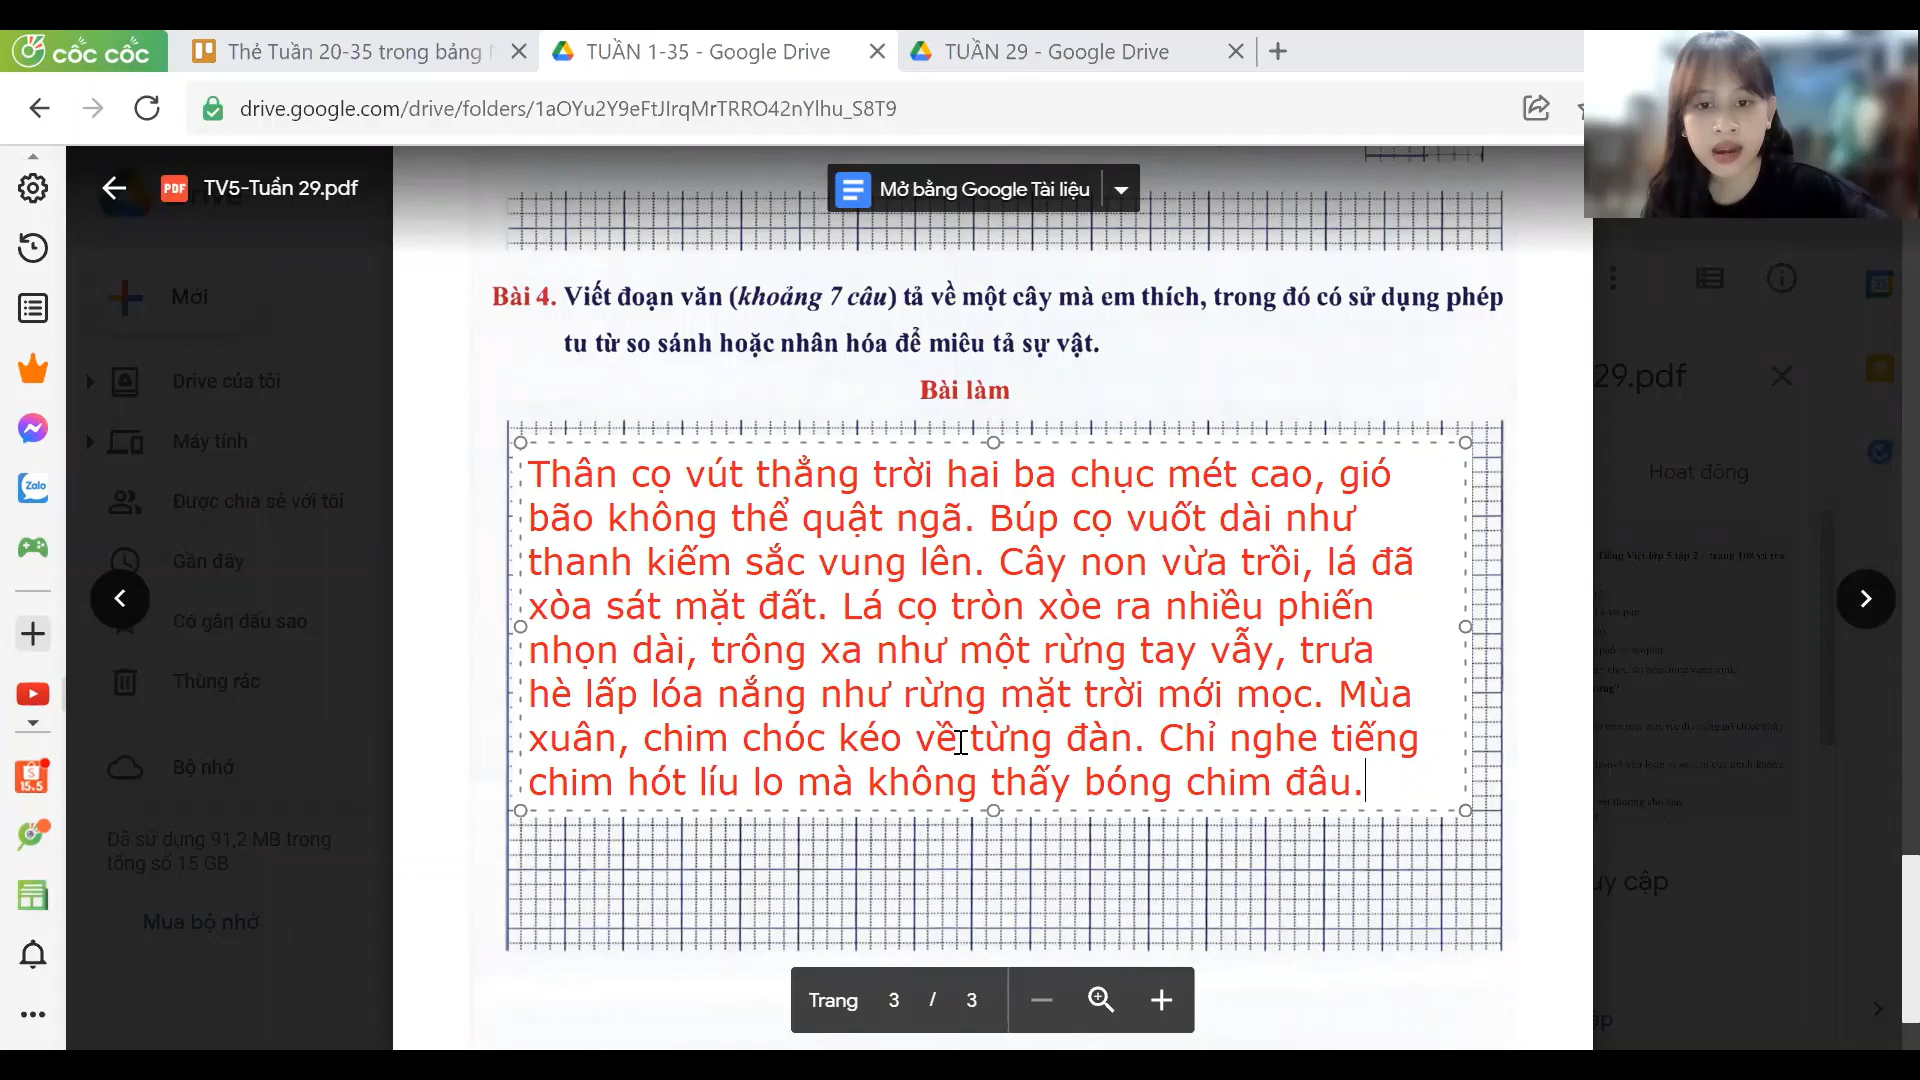 cốc cốc
Thẻ Tuần 20-35 trong bảng
TUẦN 1-35 - Google Drive
TUẦN 29 - Google Drive
drive.google.com/drive/folders/1aOYu2Y9eFtJIrqMrTRRO42nYlhu_S8T9
PDF TV5-Tuần 29.pdf
Mở bằng Google Tài liệu
Mới
Drive của tôi
Máy tính
Được chia sẻ với tôi
Gần đây
Có gắn dấu sao
Thùng rác
Bộ nhớ
Đã sử dụng 91,2 MB trong
tổng số 15 GB
Mua bộ nhớ
Zalo
15.5
Bài 4. Viết đoạn văn (khoảng 7 câu) tả về một cây mà em thích, trong đó có sử dụng phép
tu từ so sánh hoặc nhân hóa để miêu tả sự vật.
Bài làm
Thân cọ vút thẳng trời hai ba chục mét cao, gió
bão không thể quật ngã. Búp cọ vuốt dài như
thanh kiếm sắc vung lên. Cây non vừa trồi, lá đã
xòa sát mặt đất. Lá cọ tròn xòe ra nhiều phiến
nhọn dài, trông xa như một rừng tay vẫy, trưa
hè lấp lóa nắng như rừng mặt trời mới mọc. Mùa
xuân, chim chóc kéo về từng đàn. Chỉ nghe tiếng
chim hót líu lo mà không thấy bóng chim đâu.
Trang 3 / 3
29.pdf
Hoạt động
uy cập